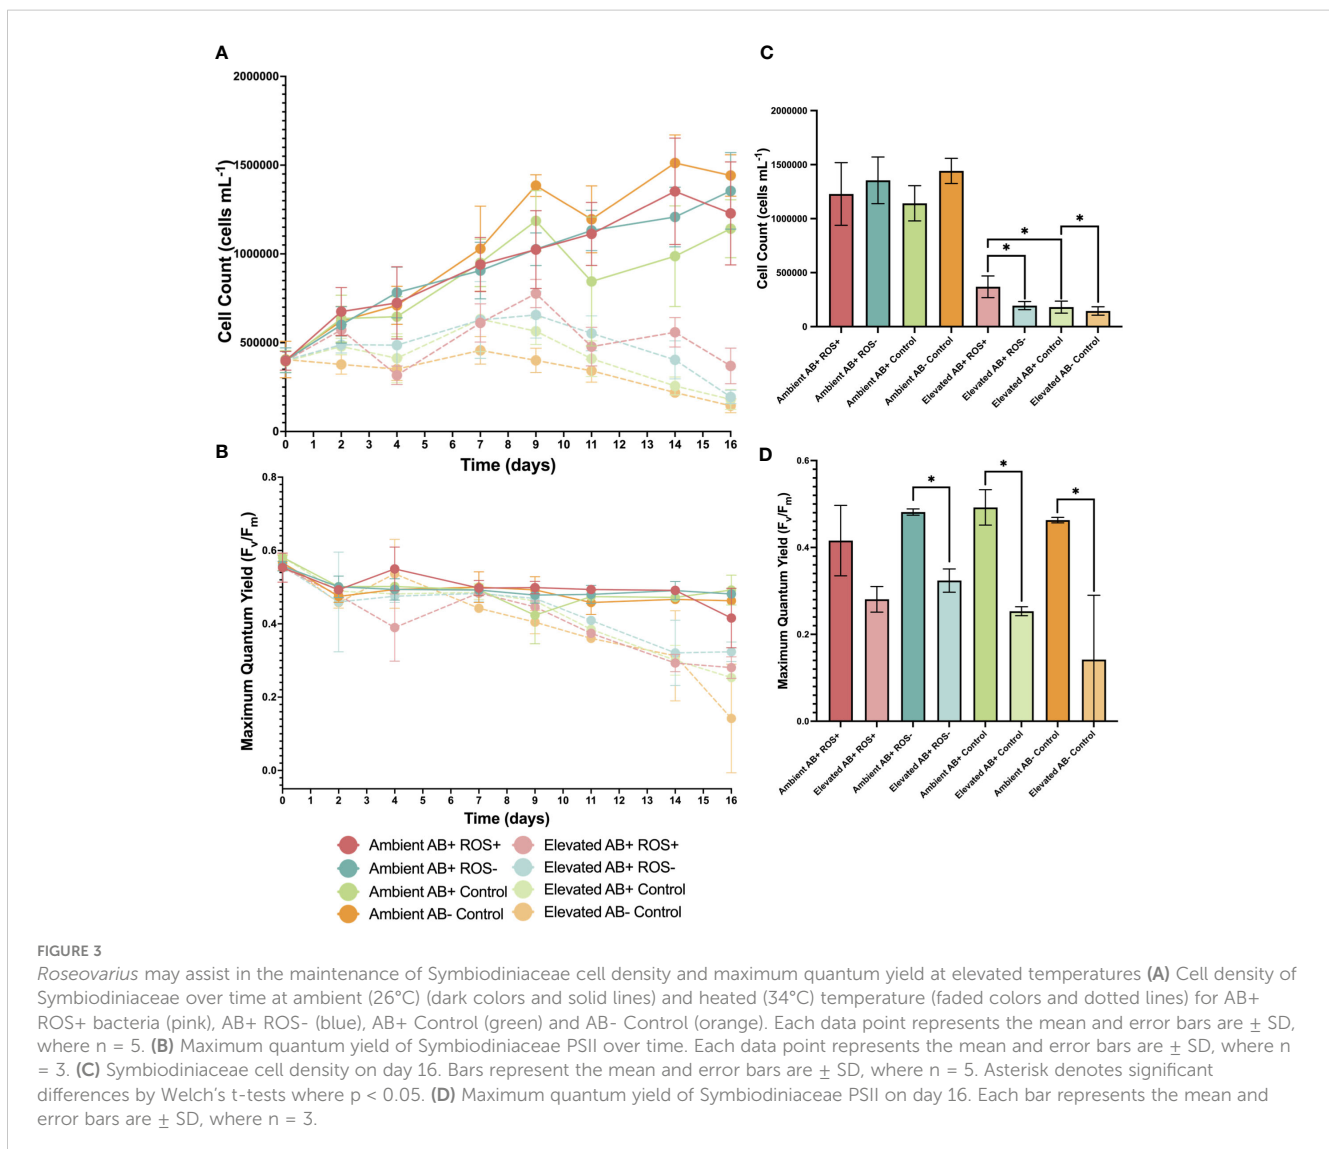 A
Cell Count (cells mL-1)
2000000
1500000
1000000
500000
0
0 1 2 3 4 5 6 7 8 9 10 11 12 13 14 15 16
Time (days)
B
Maximum Quantum Yield (Fv/Fm)
0.8
0.6
0.4
0.2
0.0
0 1 2 3 4 5 6 7 8 9 10 11 12 13 14 15 16
Time (days)
C
Cell Count (cells mL-1)
2000000
1500000
1000000
500000
0
* * *
Ambient AB+ ROS+
Ambient AB+ ROS-
Ambient AB+ Control
Ambient AB- Control
Elevated AB+ ROS+
Elevated AB+ ROS-
Elevated AB+ Control
Elevated AB- Control
D
Maximum Quantum Yield (Fv/Fm)
0.6
0.4
0.2
0.0
* * *
Ambient AB+ ROS+
Elevated AB+ ROS+
Ambient AB+ ROS-
Elevated AB+ ROS-
Ambient AB+ Control
Elevated AB+ Control
Ambient AB- Control
Elevated AB- Control
Ambient AB+ ROS+ Elevated AB+ ROS+
Ambient AB+ ROS- Elevated AB+ ROS-
Ambient AB+ Control Elevated AB+ Control
Ambient AB- Control Elevated AB- Control
FIGURE 3
Roseovarius may assist in the maintenance of Symbiodiniaceae cell density and maximum quantum yield at elevated temperatures (A) Cell density of
Symbiodiniaceae over time at ambient (26°C) (dark colors and solid lines) and heated (34°C) temperature (faded colors and dotted lines) for AB+
ROS+ bacteria (pink), AB+ ROS- (blue), AB+ Control (green) and AB- Control (orange). Each data point represents the mean and error bars are ± SD,
where n = 5. (B) Maximum quantum yield of Symbiodiniaceae PSII over time. Each data point represents the mean and error bars are ± SD, where n
= 3. (C) Symbiodiniaceae cell density on day 16. Bars represent the mean and error bars are ± SD, where n = 5. Asterisk denotes significant
differences by Welch's t-tests where p < 0.05. (D) Maximum quantum yield of Symbiodiniaceae PSII on day 16. Each bar represents the mean and
error bars are ± SD, where n = 3.